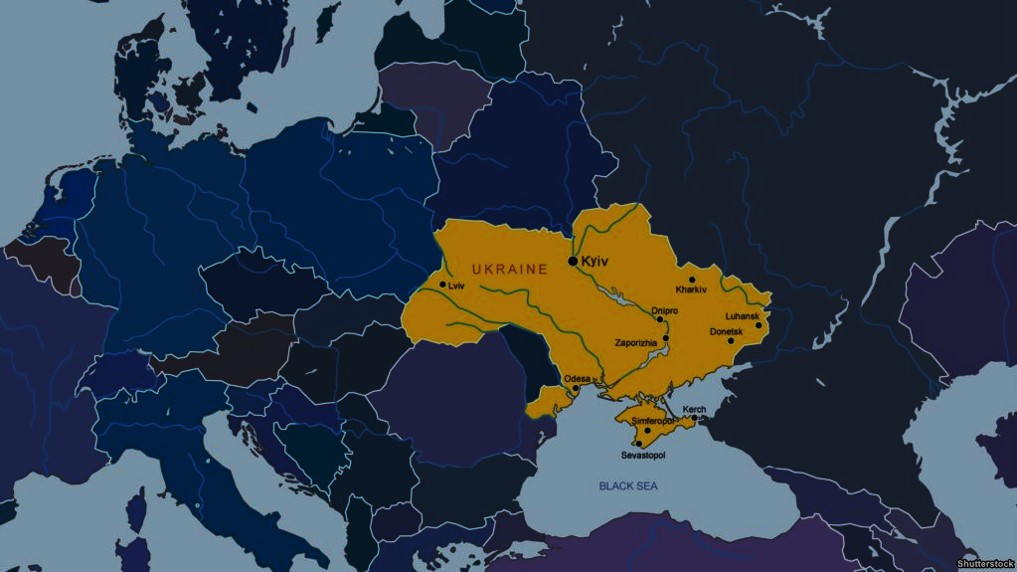 UKRAINE
Kyiv
Lviv
Kharkiv
Dnipro
Luhansk
Donetsk
Zaporizhia
Odesa
Kerch
Simferopol
Sevastopol
BLACK SEA
Shutterstock